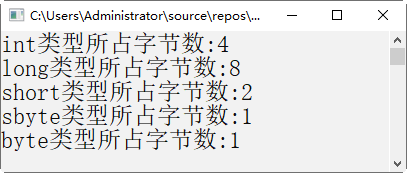 C:\Users\Administrator\source\repos\...
int类型所占字节数:4
long类型所占字节数:8
short类型所占字节数:2
sbyte类型所占字节数:1
byte类型所占字节数:1